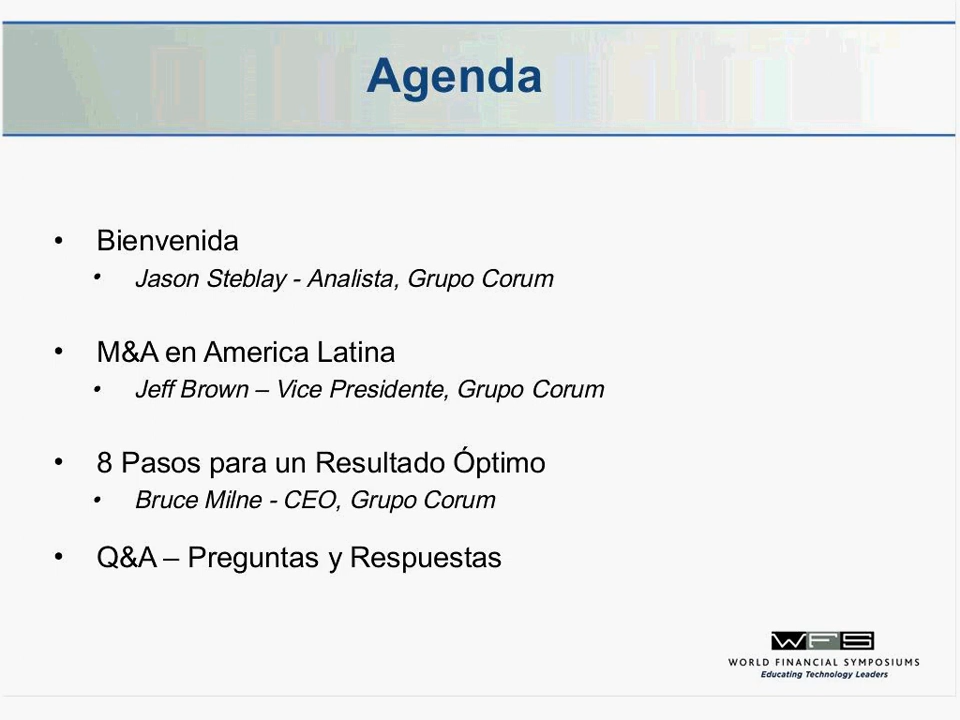 Agenda
• Bienvenida
• Jason Steblay - Analista, Grupo Corum
• M&A en America Latina
• Jeff Brown – Vice Presidente, Grupo Corum
• 8 Pasos para un Resultado Óptimo
• Bruce Milne - CEO, Grupo Corum
• Q&A – Preguntas y Respuestas
WFS
WORLD FINANCIAL SYMPOSIUMS
Educating Technology Leaders